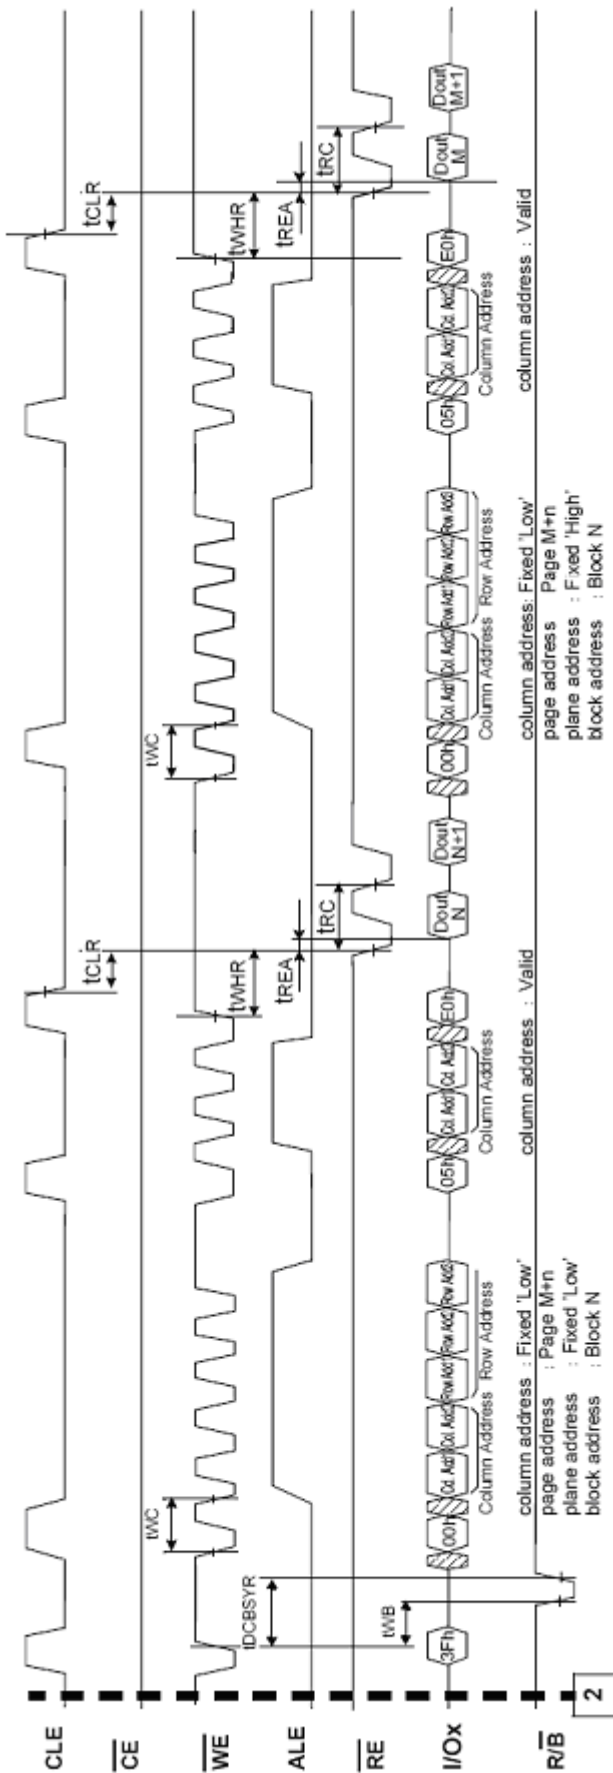 CLE
CE
WE
ALE
RE
I/Ox
R/B
2
tCLR
tCLR
tWC
tWHR
tWC
tWHR
tDCBSYR
tREA
tREA
tWB
tRC
tRC
3Fh 00h Col. Add1 Col. Add2 Row Add1 Row Add2 Row Add3 05h Col. Add1 Col. Add2 E0h Dout N Dout N+1 00h Col. Add1 Col. Add2 Row Add1 Row Add2 Row Add3 05h Col. Add1 Col. Add2 E0h Dout M Dout M+1
Column Address Row Address Column Address Column Address Row Address Column Address
column address : Fixed 'Low'
page address : Page M+n
plane address : Fixed 'Low'
block address : Block N
column address : Valid
column address: Fixed 'Low'
page address Page M+n
plane address : Fixed 'High'
block address : Block N
column address : Valid